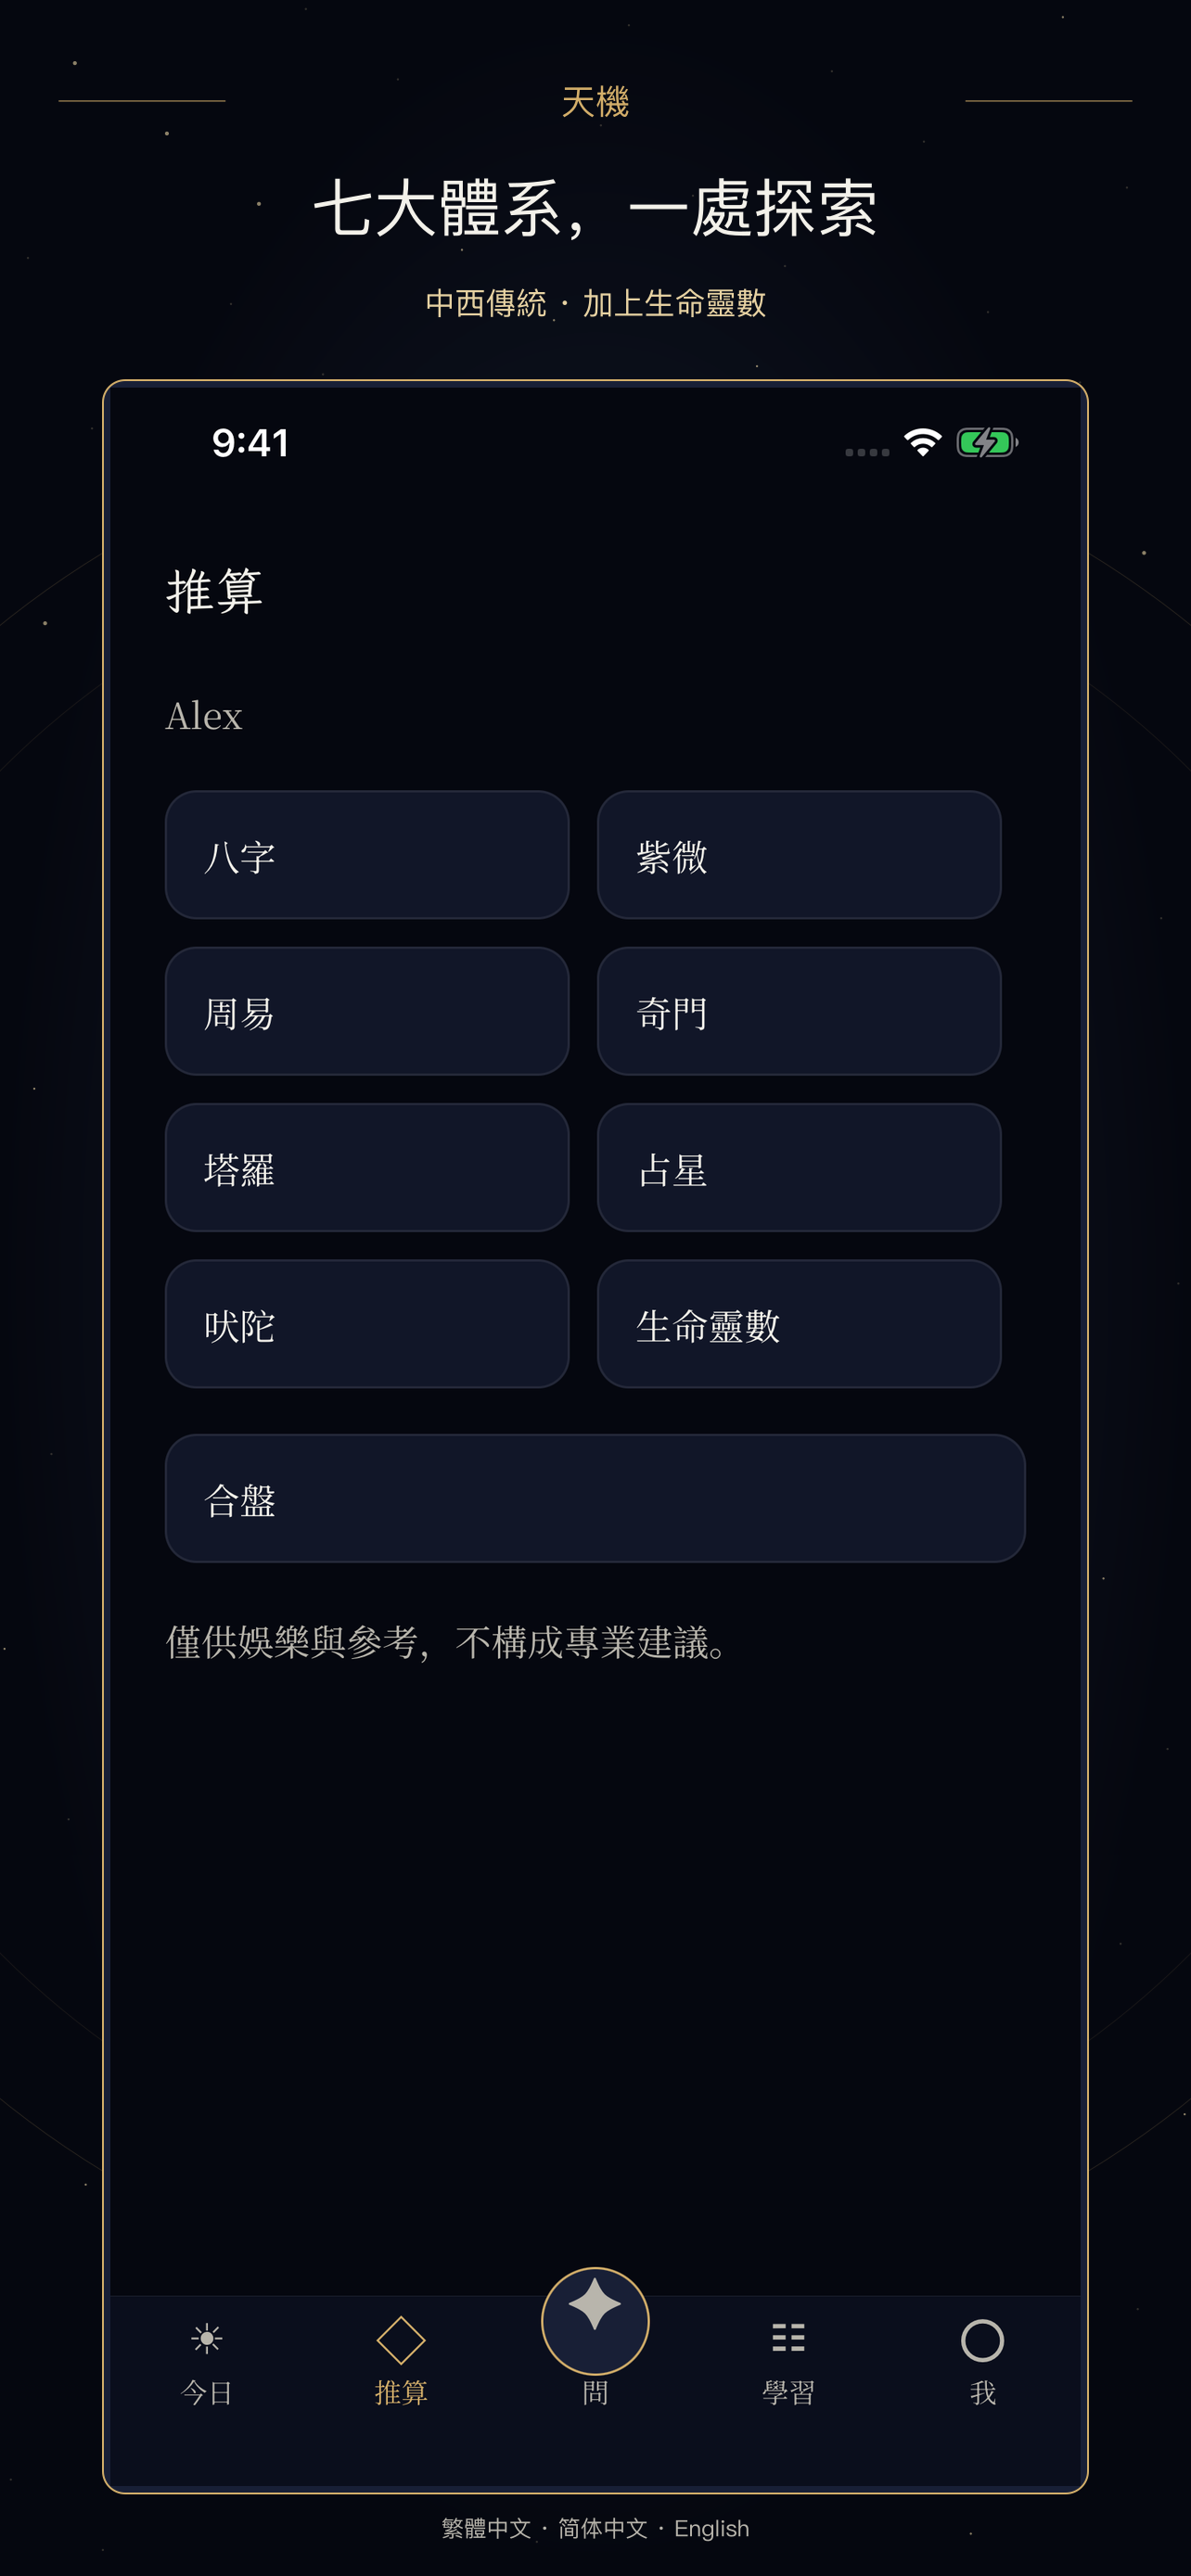 天機
七大體系，一處探索
中西傳統 · 加上生命靈數
9:41
推算
Alex
八字
紫微
周易
奇門
塔羅
占星
吠陀
生命靈數
合盤
僅供娛樂與參考，不構成專業建議。
今日
推算
問
學習
我
繁體中文 · 简体中文 · English